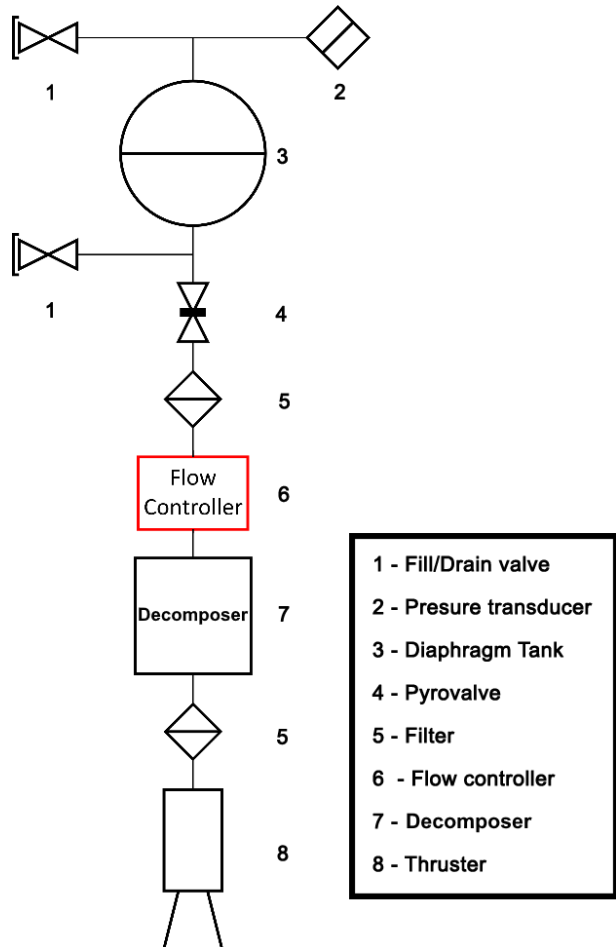 1
2
3
1
4
5
Flow
Controller
6
Decomposer
7
5
8
1 - Fill/Drain valve
2 - Presure transducer
3 - Diaphragm Tank
4 - Pyrovalve
5 - Filter
6 - Flow controller
7 - Decomposer
8 - Thruster